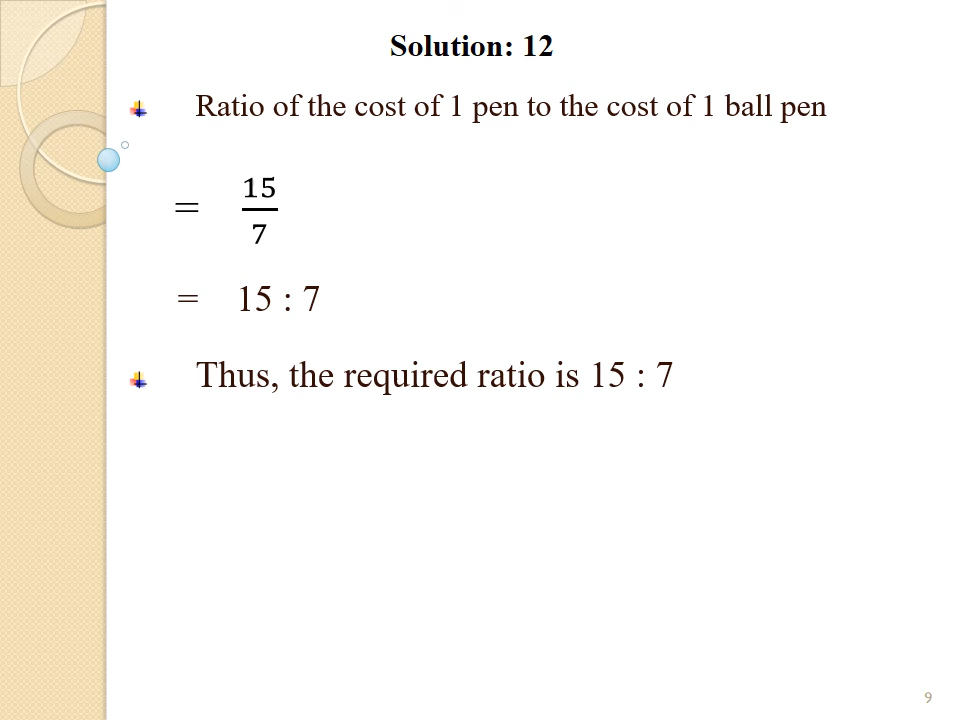 Solution: 12
Ratio of the cost of 1 pen to the cost of 1 ball pen
= 15/7
= 15 : 7
Thus, the required ratio is 15 : 7
9